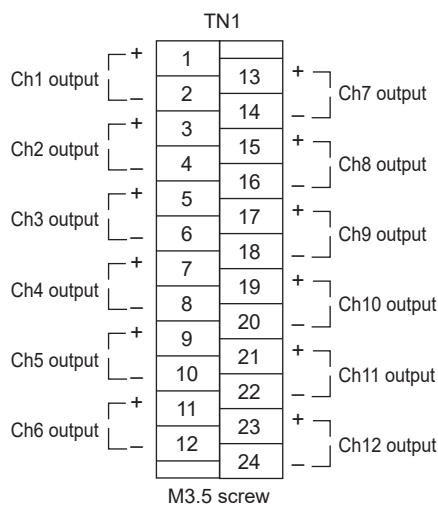 TN1
Ch1 output + 1
– 2
Ch2 output + 3
– 4
Ch3 output + 5
– 6
Ch4 output + 7
– 8
Ch5 output + 9
– 10
Ch6 output + 11
– 12
13 + Ch7 output
14 –
15 + Ch8 output
16 –
17 + Ch9 output
18 –
19 + Ch10 output
20 –
21 + Ch11 output
22 –
23 + Ch12 output
24 –
M3.5 screw